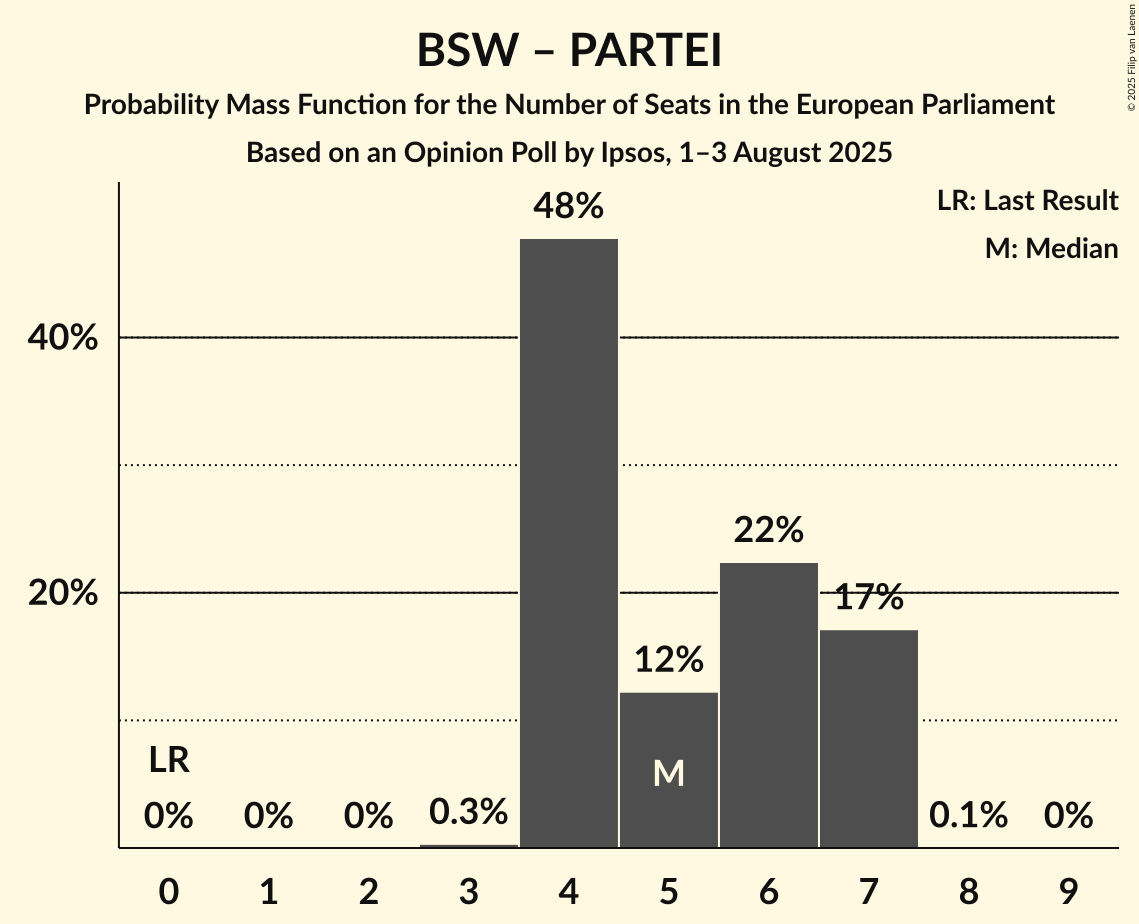 BSW – PARTEI
Probability Mass Function for the Number of Seats in the European Parliament
Based on an Opinion Poll by Ipsos, 1–3 August 2025
© 2025 Filip van Laenen
LR: Last Result
M: Median
48%
40%
22%
20%
17%
12%
LR
M
0% 0% 0% 0.3% 0.1% 0%
0 1 2 3 4 5 6 7 8 9